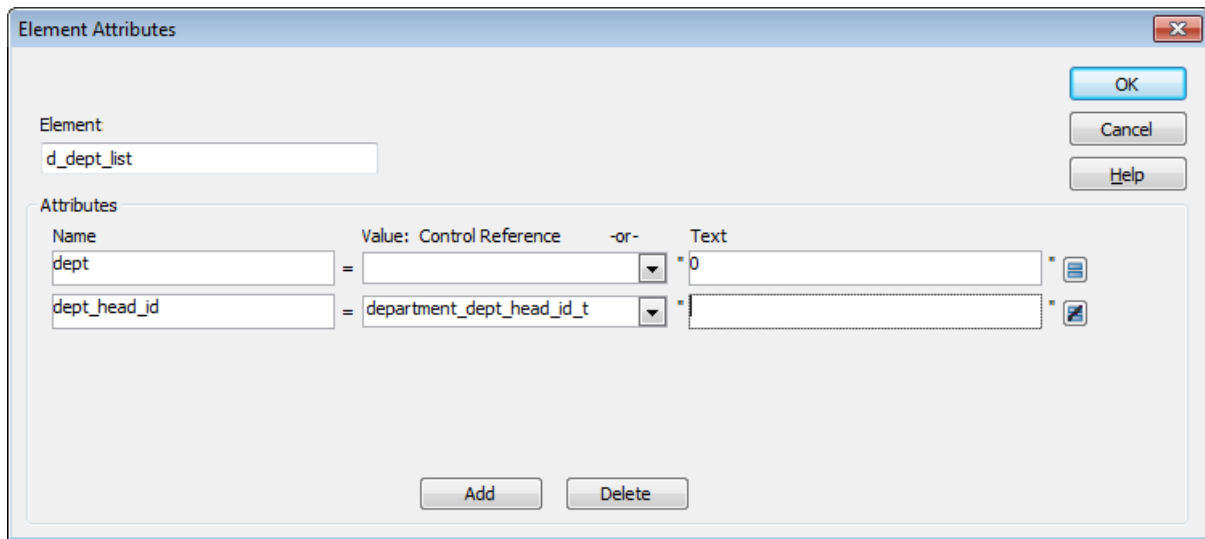 Element Attributes
OK
Element
Cancel
d_dept_list
Help
Attributes
Name Value: Control Reference -or- Text
dept = " 0 "
dept_head_id = department_dept_head_id_t " "
Add Delete